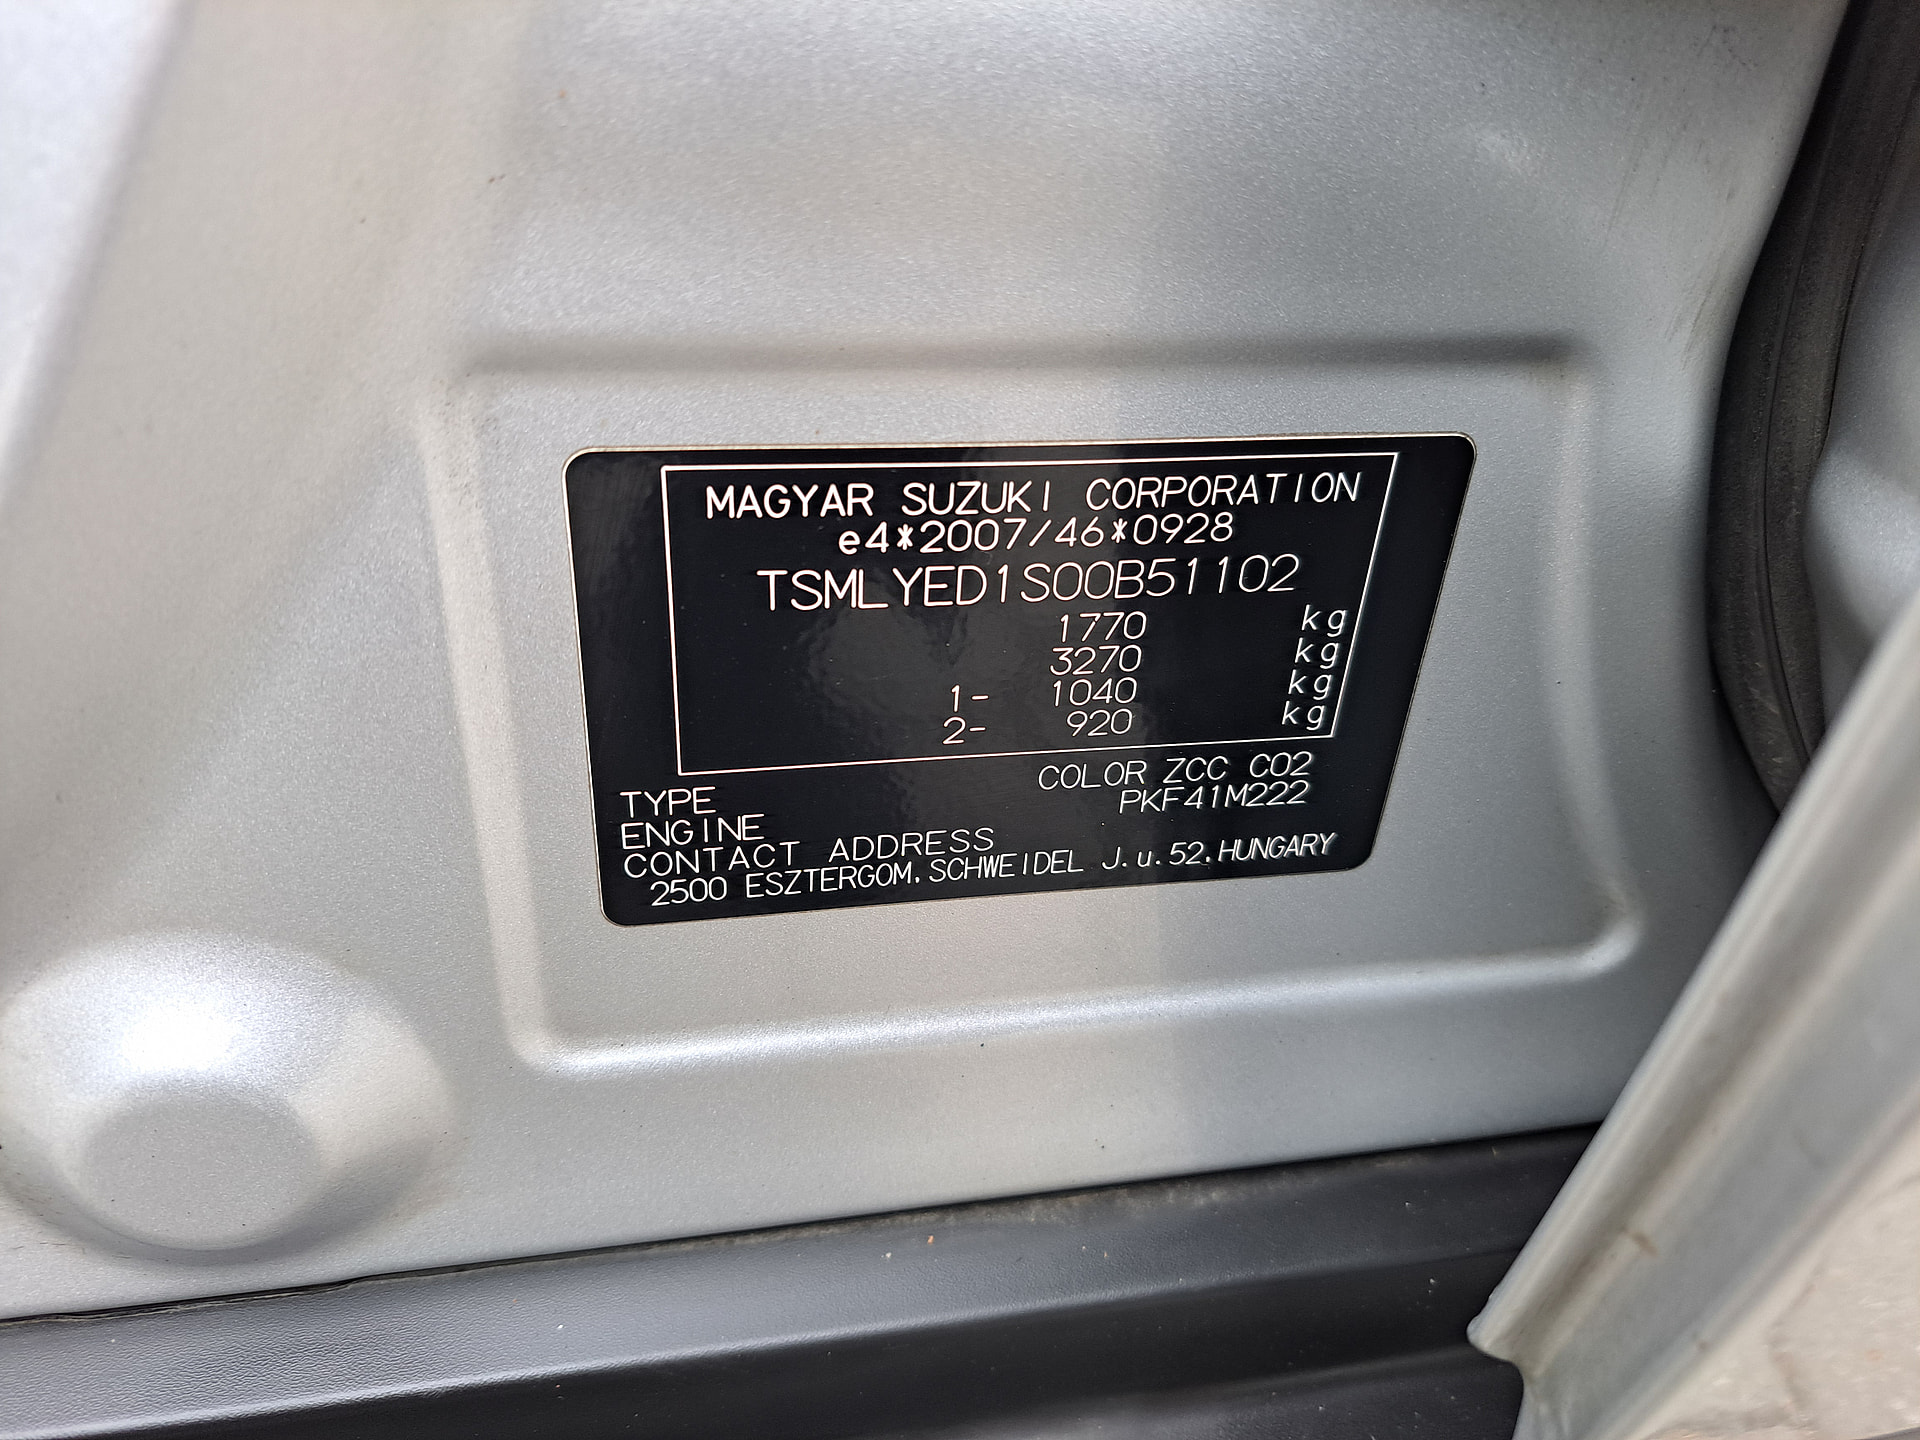 MAGYAR SUZUKI CORPORATION
e4*2007/46*0928
TSMLYED1S00B51102
1770 kg
3270 kg
1- 1040 kg
2- 920 kg
COLOR ZCC C02
TYPE PKF41M222
ENGINE
CONTACT ADDRESS
2500 ESZTERGOM, SCHWEIDEL J. u. 52. HUNGARY